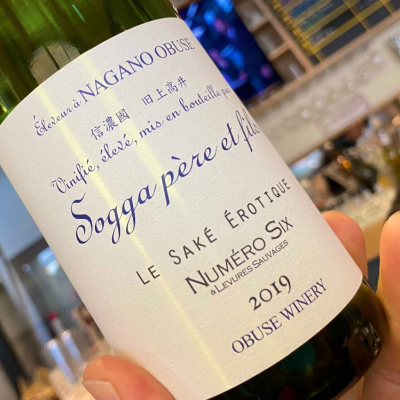 Éleveur à NAGANO OBUSE
信濃國 旧上高井
Vinifié, élevé, mis en bouteille par
Sogga père et fils
LE SAKÉ ÉROTIQUE
NUMÉRO SIX
& LEVURES SAUVAGES
2019
OBUSE WINERY